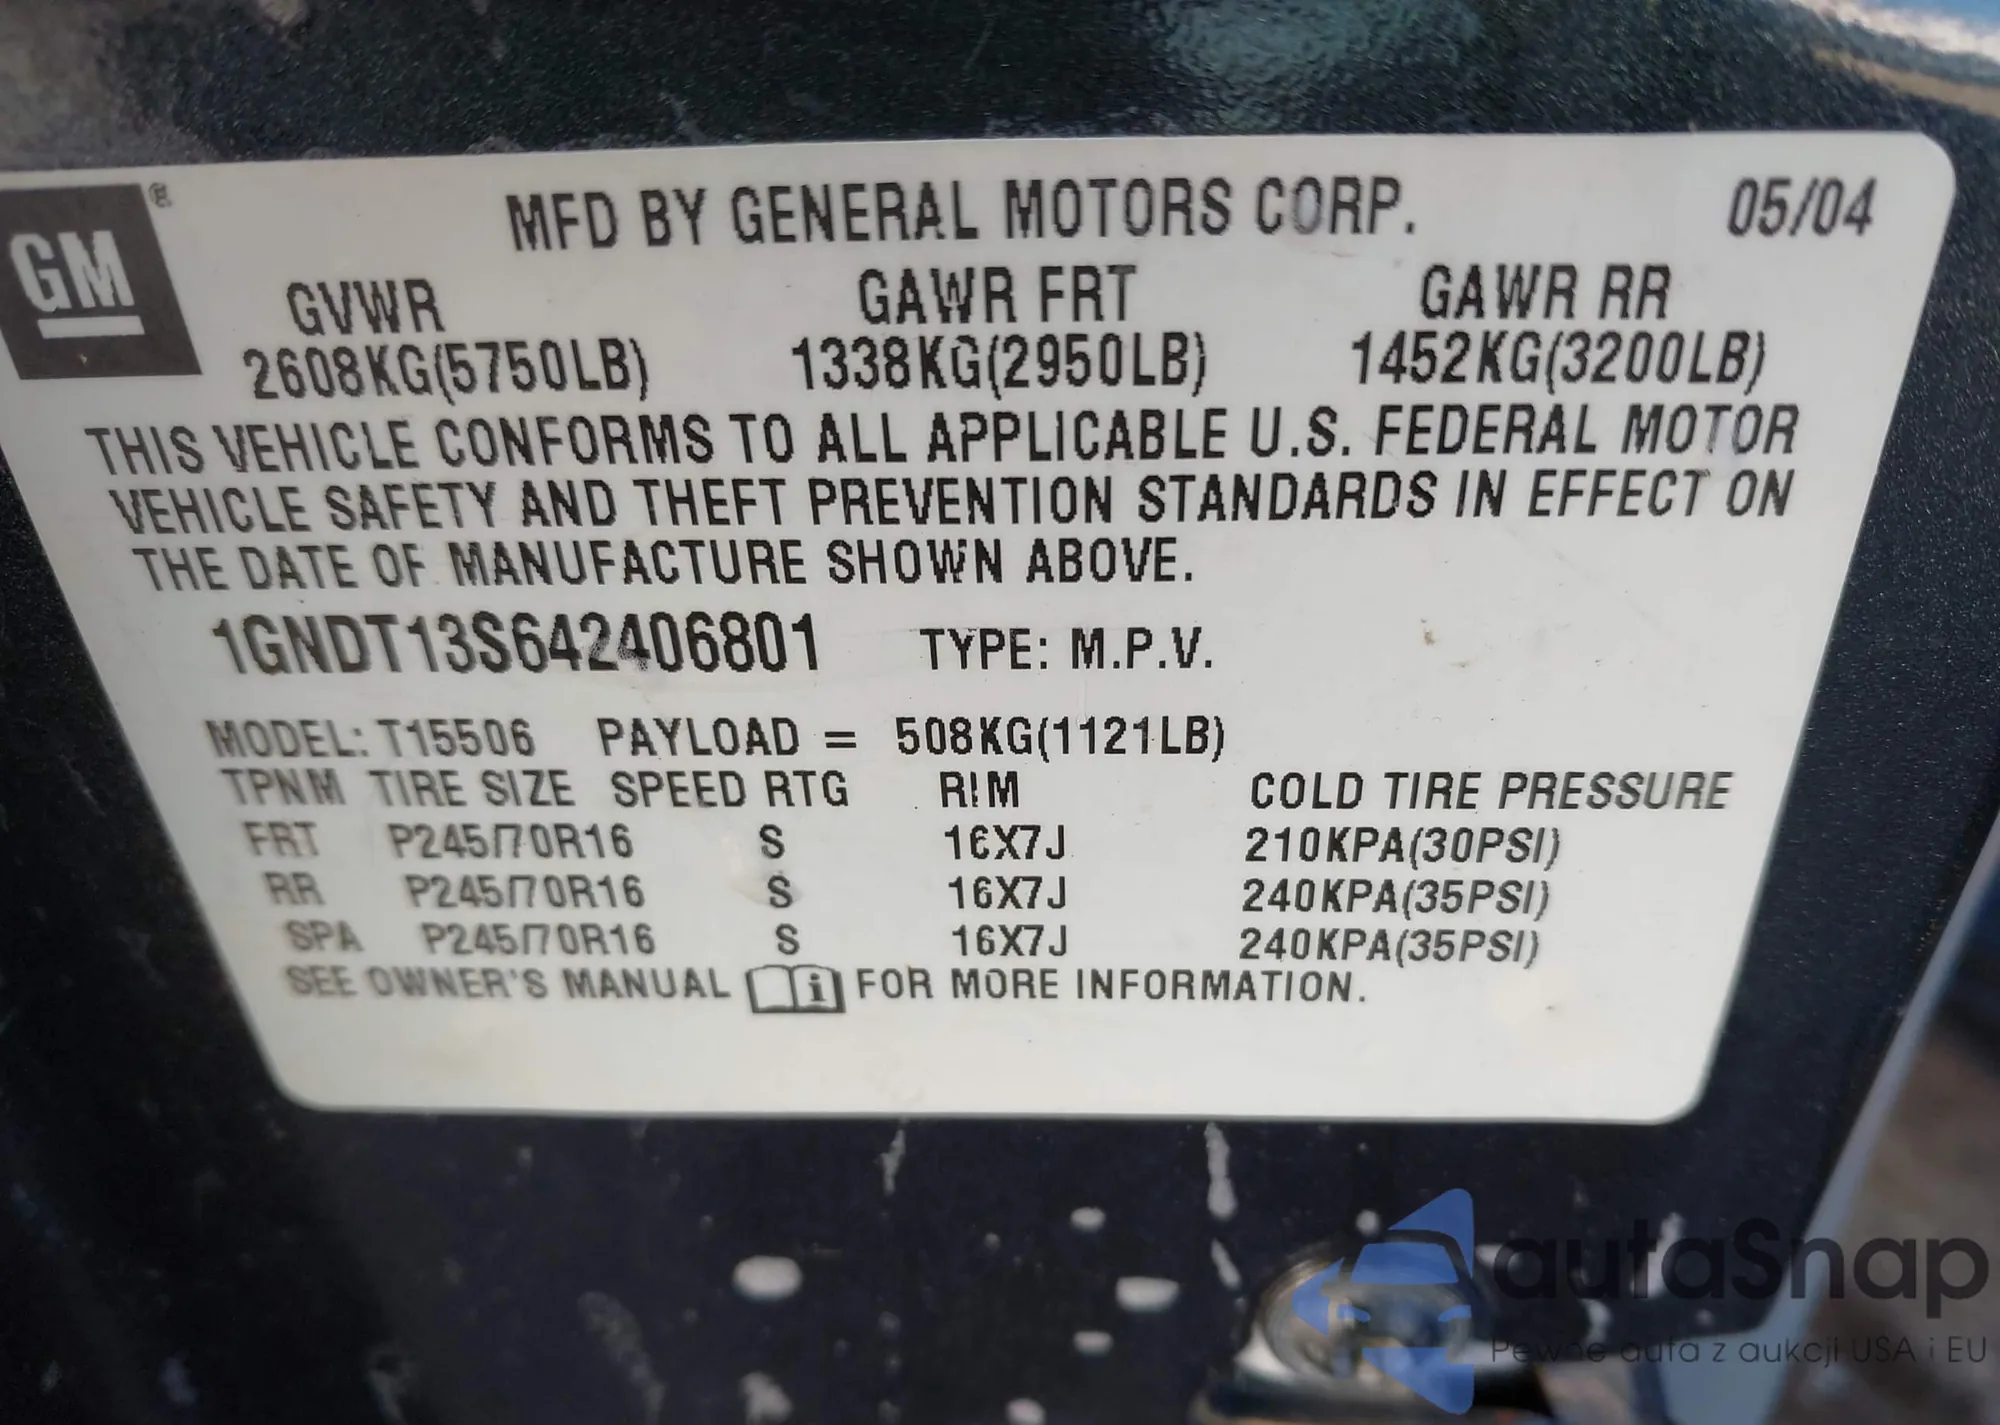 GM ®
MFD BY GENERAL MOTORS CORP. 05/04
GVWR GAWR FRT GAWR RR
2608KG(5750LB) 1338KG(2950LB) 1452KG(3200LB)
THIS VEHICLE CONFORMS TO ALL APPLICABLE U.S. FEDERAL MOTOR
VEHICLE SAFETY AND THEFT PREVENTION STANDARDS IN EFFECT ON
THE DATE OF MANUFACTURE SHOWN ABOVE.
1GNDT13S642406801 TYPE: M.P.V.
MODEL: T15506 PAYLOAD = 508KG(1121LB)
TPNM TIRE SIZE SPEED RTG RIM COLD TIRE PRESSURE
FRT P245/70R16 S 16X7J 210KPA(30PSI)
RR P245/70R16 S 16X7J 240KPA(35PSI)
SPA P245/70R16 S 16X7J 240KPA(35PSI)
SEE OWNER'S MANUAL i FOR MORE INFORMATION.
autaSnap
Pewne auta z aukcji USA i EU